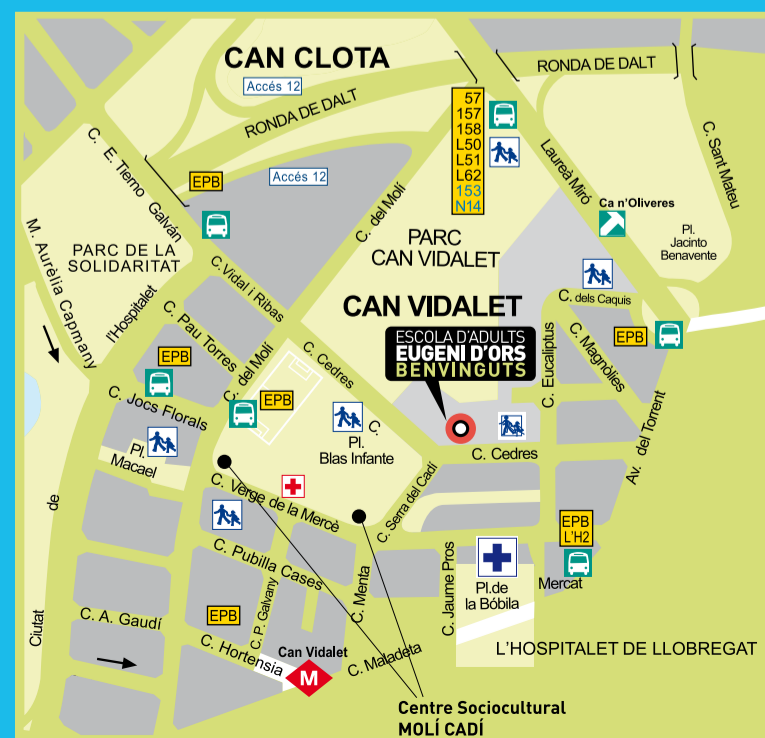 CAN CLOTA
Accés 12
RONDA DE DALT
RONDA DE DALT
57
157
158
L50
L51
L62
153
N14
C. E. Tierno Galván
EPB
Accés 12
C. del Molí
Laureà Miró
C. Sant Mateu
Ca n'Oliveres
Pl.
Jacinto
Benavente
M. Aurèlia Capmany
PARC DE LA
SOLIDARITAT
PARC
CAN VIDALET
C. Vidal i Ribas
C. dels Caquis
CAN VIDALET
C. Pau Torres
C. del Molí
C. Cedres
ESCOLA D'ADULTS
EUGENI D'ORS
BENVINGUTS
C. Eucaliptus
C. Magnòlies
EPB
EPB
EPB
C. Jocs Florals
Pl.
Macael
C.
Pl.
Blas Infante
C. Cedres
Av. del Torrent
C. Verge de la Mercè
C. Serra del Cadí
EPB
L'H2
C. Pubilla Cases
C. Menta
C. Jaume Pros
Pl.de
la Bóbila
Mercat
Ciutat de l'Hospitalet
C. A. Gaudí
EPB
C. P. Galvany
C. Hortensia
Can Vidalet
M
C. Maladeta
L'HOSPITALET DE LLOBREGAT
Centre Sociocultural
MOLÍ CADÍ